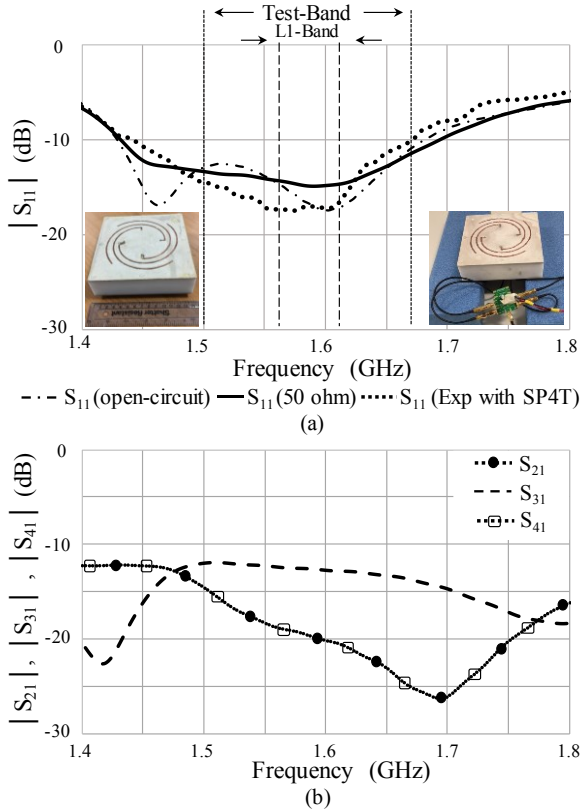 Test-Band
L1-Band
0
-10
-20
-30
|S11| (dB)
Shatter Resistant
1.4 1.5 1.6 1.7 1.8
Frequency (GHz)
S11 (open-circuit) S11 (50 ohm) S11 (Exp with SP4T)
(a)
0
-10
-20
-30
|S21|, |S31|, |S41| (dB)
S21
S31
S41
1.4 1.5 1.6 1.7 1.8
Frequency (GHz)
(b)